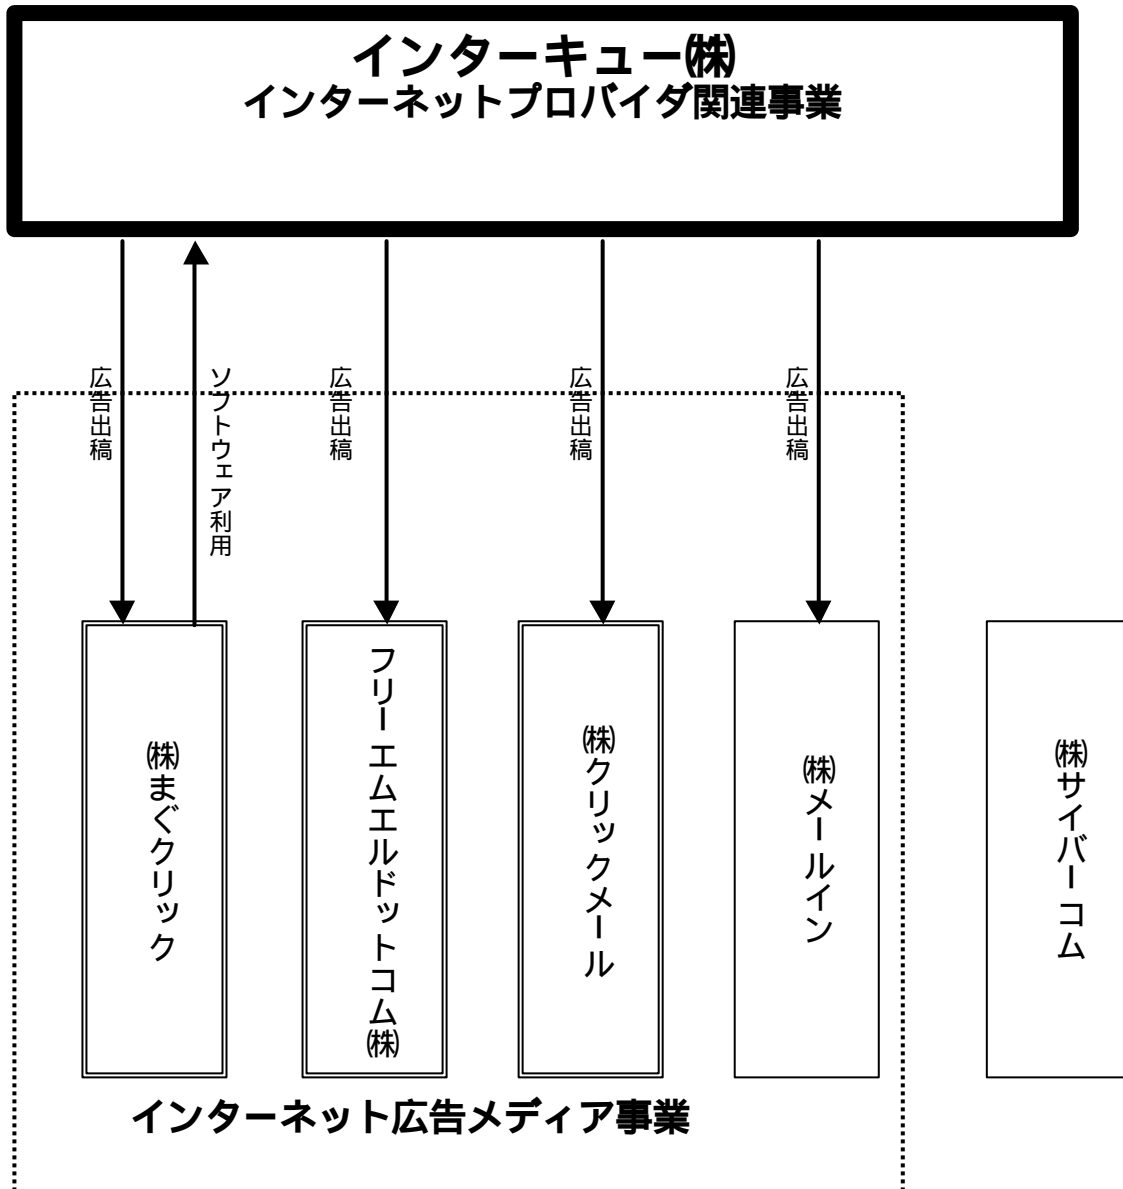 インターキュー㈱
インターネットプロバイダ関連事業
広告出稿
ソフトウェア利用
広告出稿
広告出稿
広告出稿
㈱まぐクリック
フリーエムエルドットコム㈱
㈱クリックメール
㈱メールイン
㈱サイバーコム
インターネット広告メディア事業